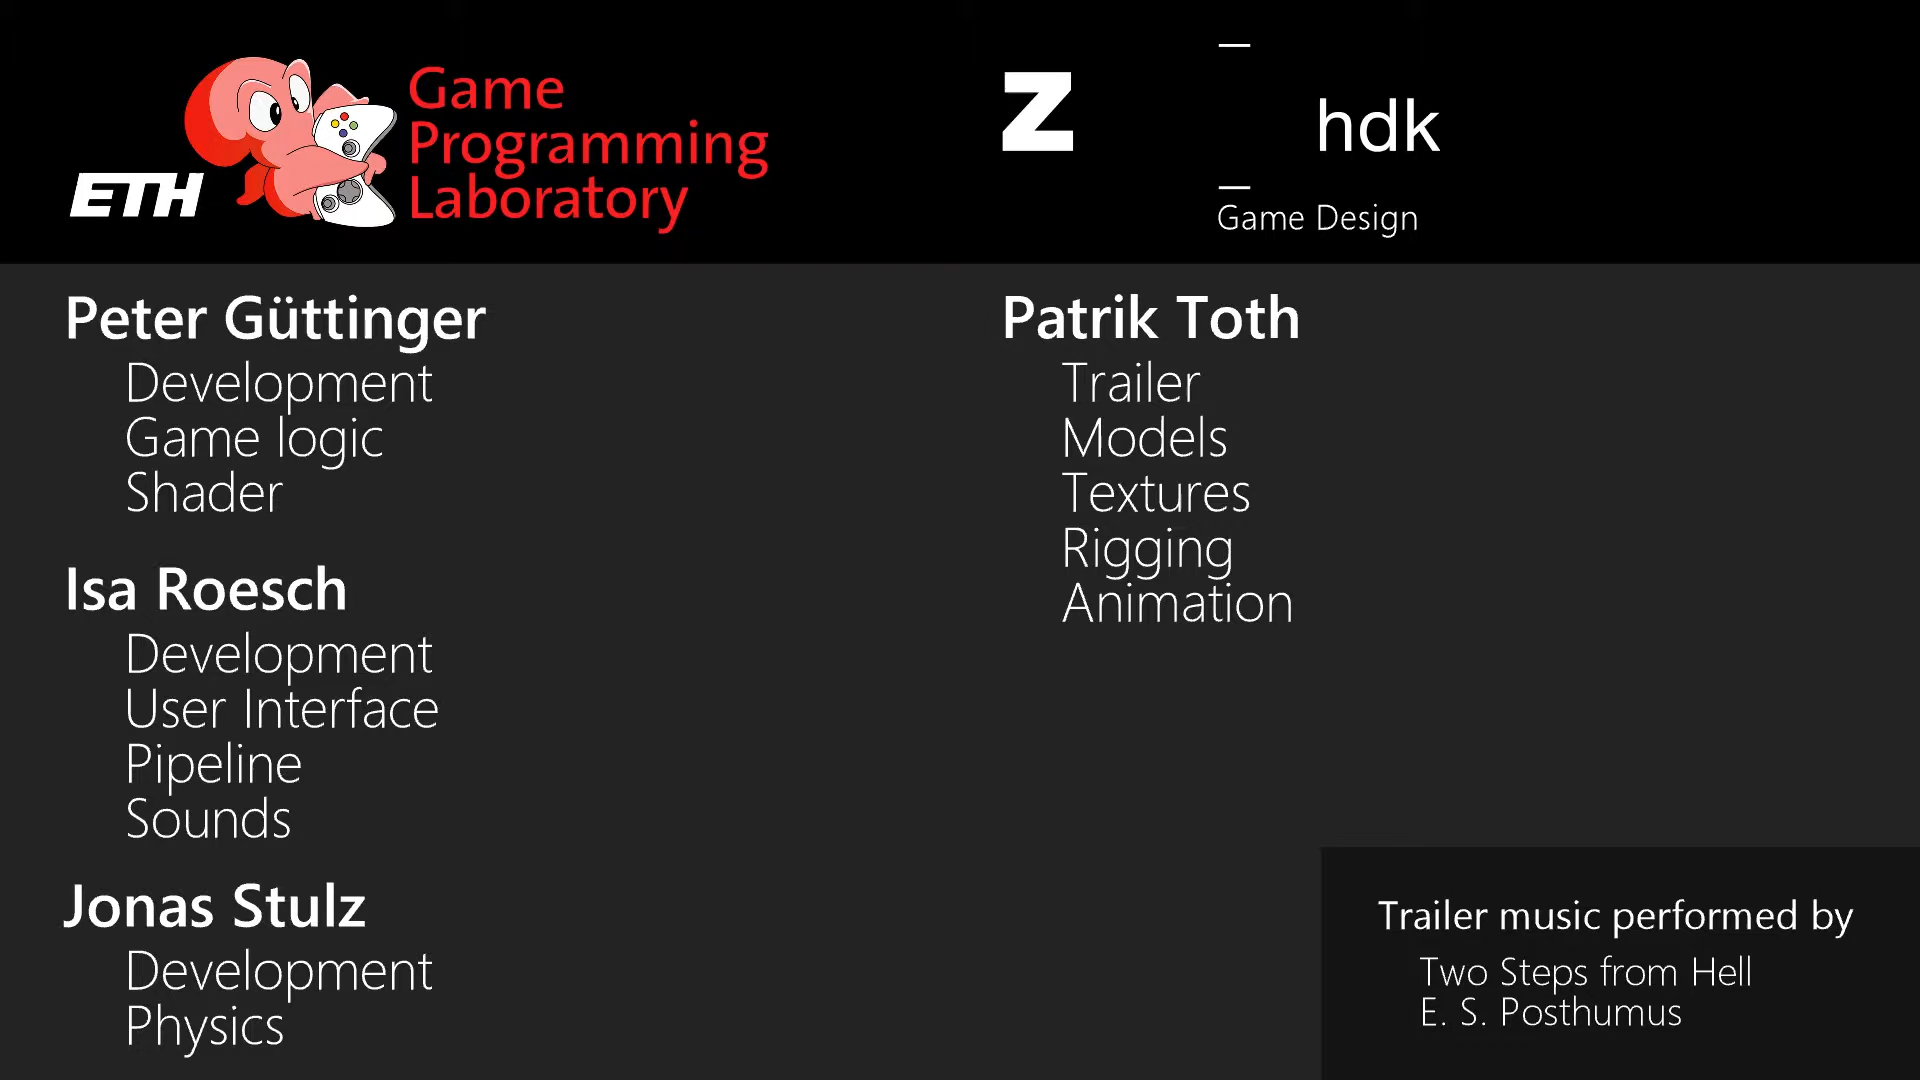 ETH
Game
Programming
Laboratory
Z
hdk
Game Design
Peter Güttinger
Development
Game logic
Shader
Isa Roesch
Development
User Interface
Pipeline
Sounds
Jonas Stulz
Development
Physics
Patrik Toth
Trailer
Models
Textures
Rigging
Animation
Trailer music performed by
Two Steps from Hell
E. S. Posthumus